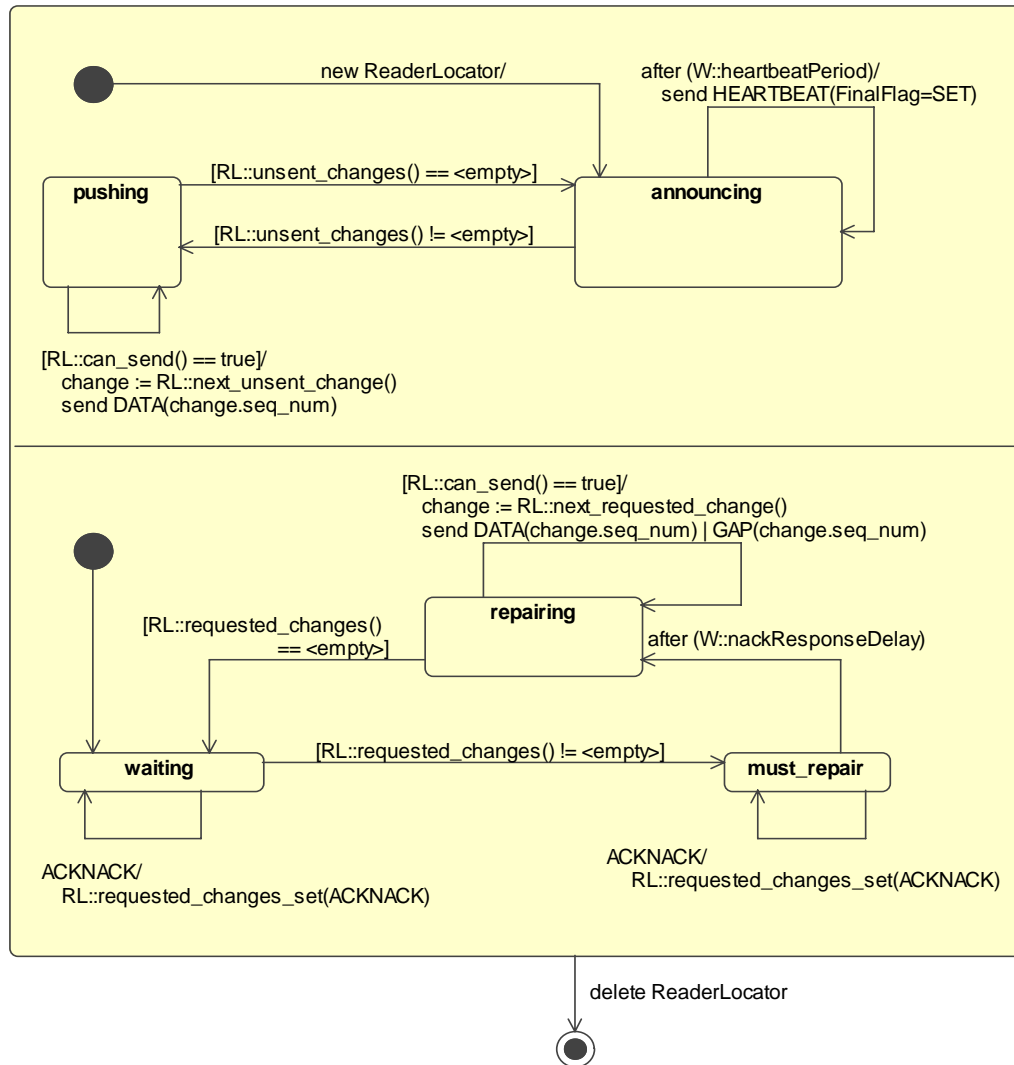 new ReaderLocator/
after (W::heartbeatPeriod)/
send HEARTBEAT(FinalFlag=SET)
[RL::unsent_changes() == <empty>]
pushing
announcing
[RL::unsent_changes() != <empty>]
[RL::can_send() == true]/
change := RL::next_unsent_change()
send DATA(change.seq_num)
[RL::can_send() == true]/
change := RL::next_requested_change()
send DATA(change.seq_num) | GAP(change.seq_num)
repairing
[RL::requested_changes()
== <empty>]
after (W::nackResponseDelay)
[RL::requested_changes() != <empty>]
waiting
must_repair
ACKNACK/
RL::requested_changes_set(ACKNACK)
ACKNACK/
RL::requested_changes_set(ACKNACK)
delete ReaderLocator